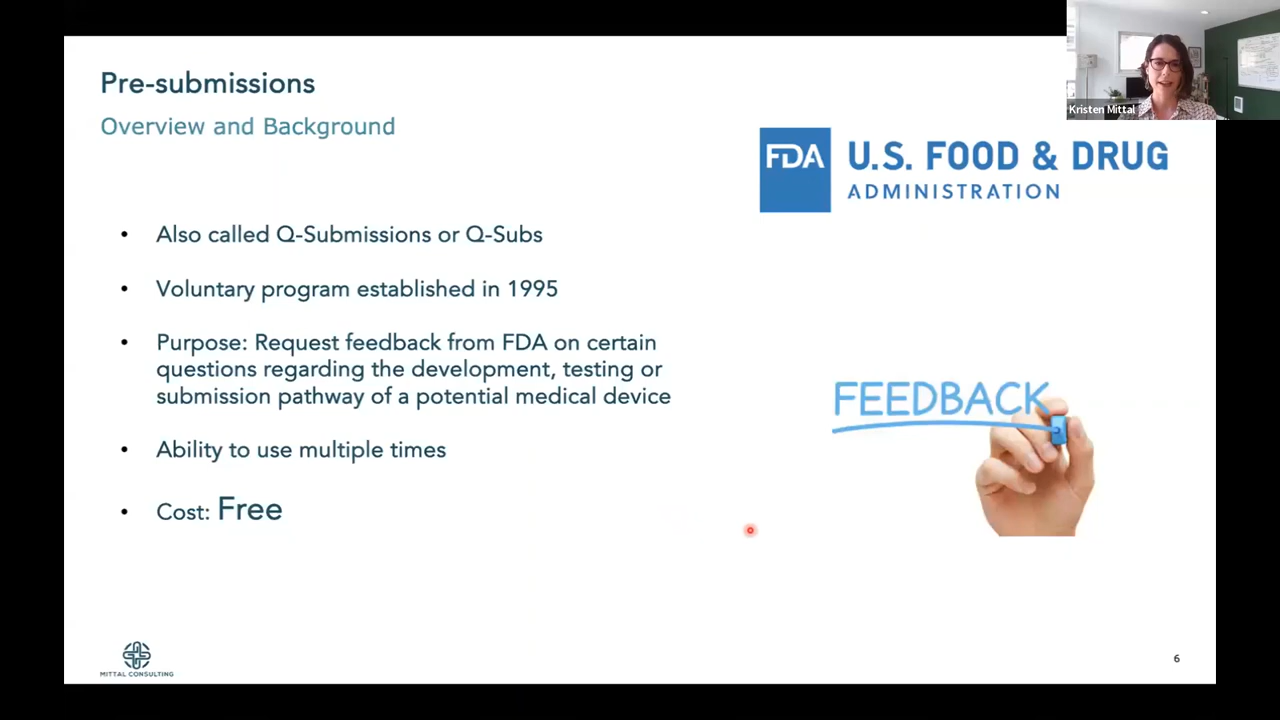 Pre-submissions
Overview and Background
Kristen Mittal
FDA
U.S. FOOD & DRUG
ADMINISTRATION
• Also called Q-Submissions or Q-Subs
• Voluntary program established in 1995
• Purpose: Request feedback from FDA on certain
questions regarding the development, testing or
submission pathway of a potential medical device
• Ability to use multiple times
• Cost: Free
FEEDBACK
MITTAL CONSULTING
6